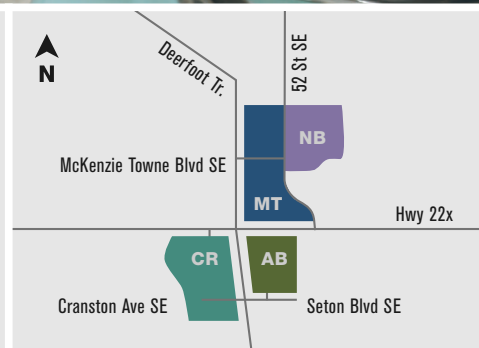 N
Deerfoot Tr.
52 St SE
NB
McKenzie Towne Blvd SE
MT
Hwy 22x
CR
AB
Cranston Ave SE
Seton Blvd SE